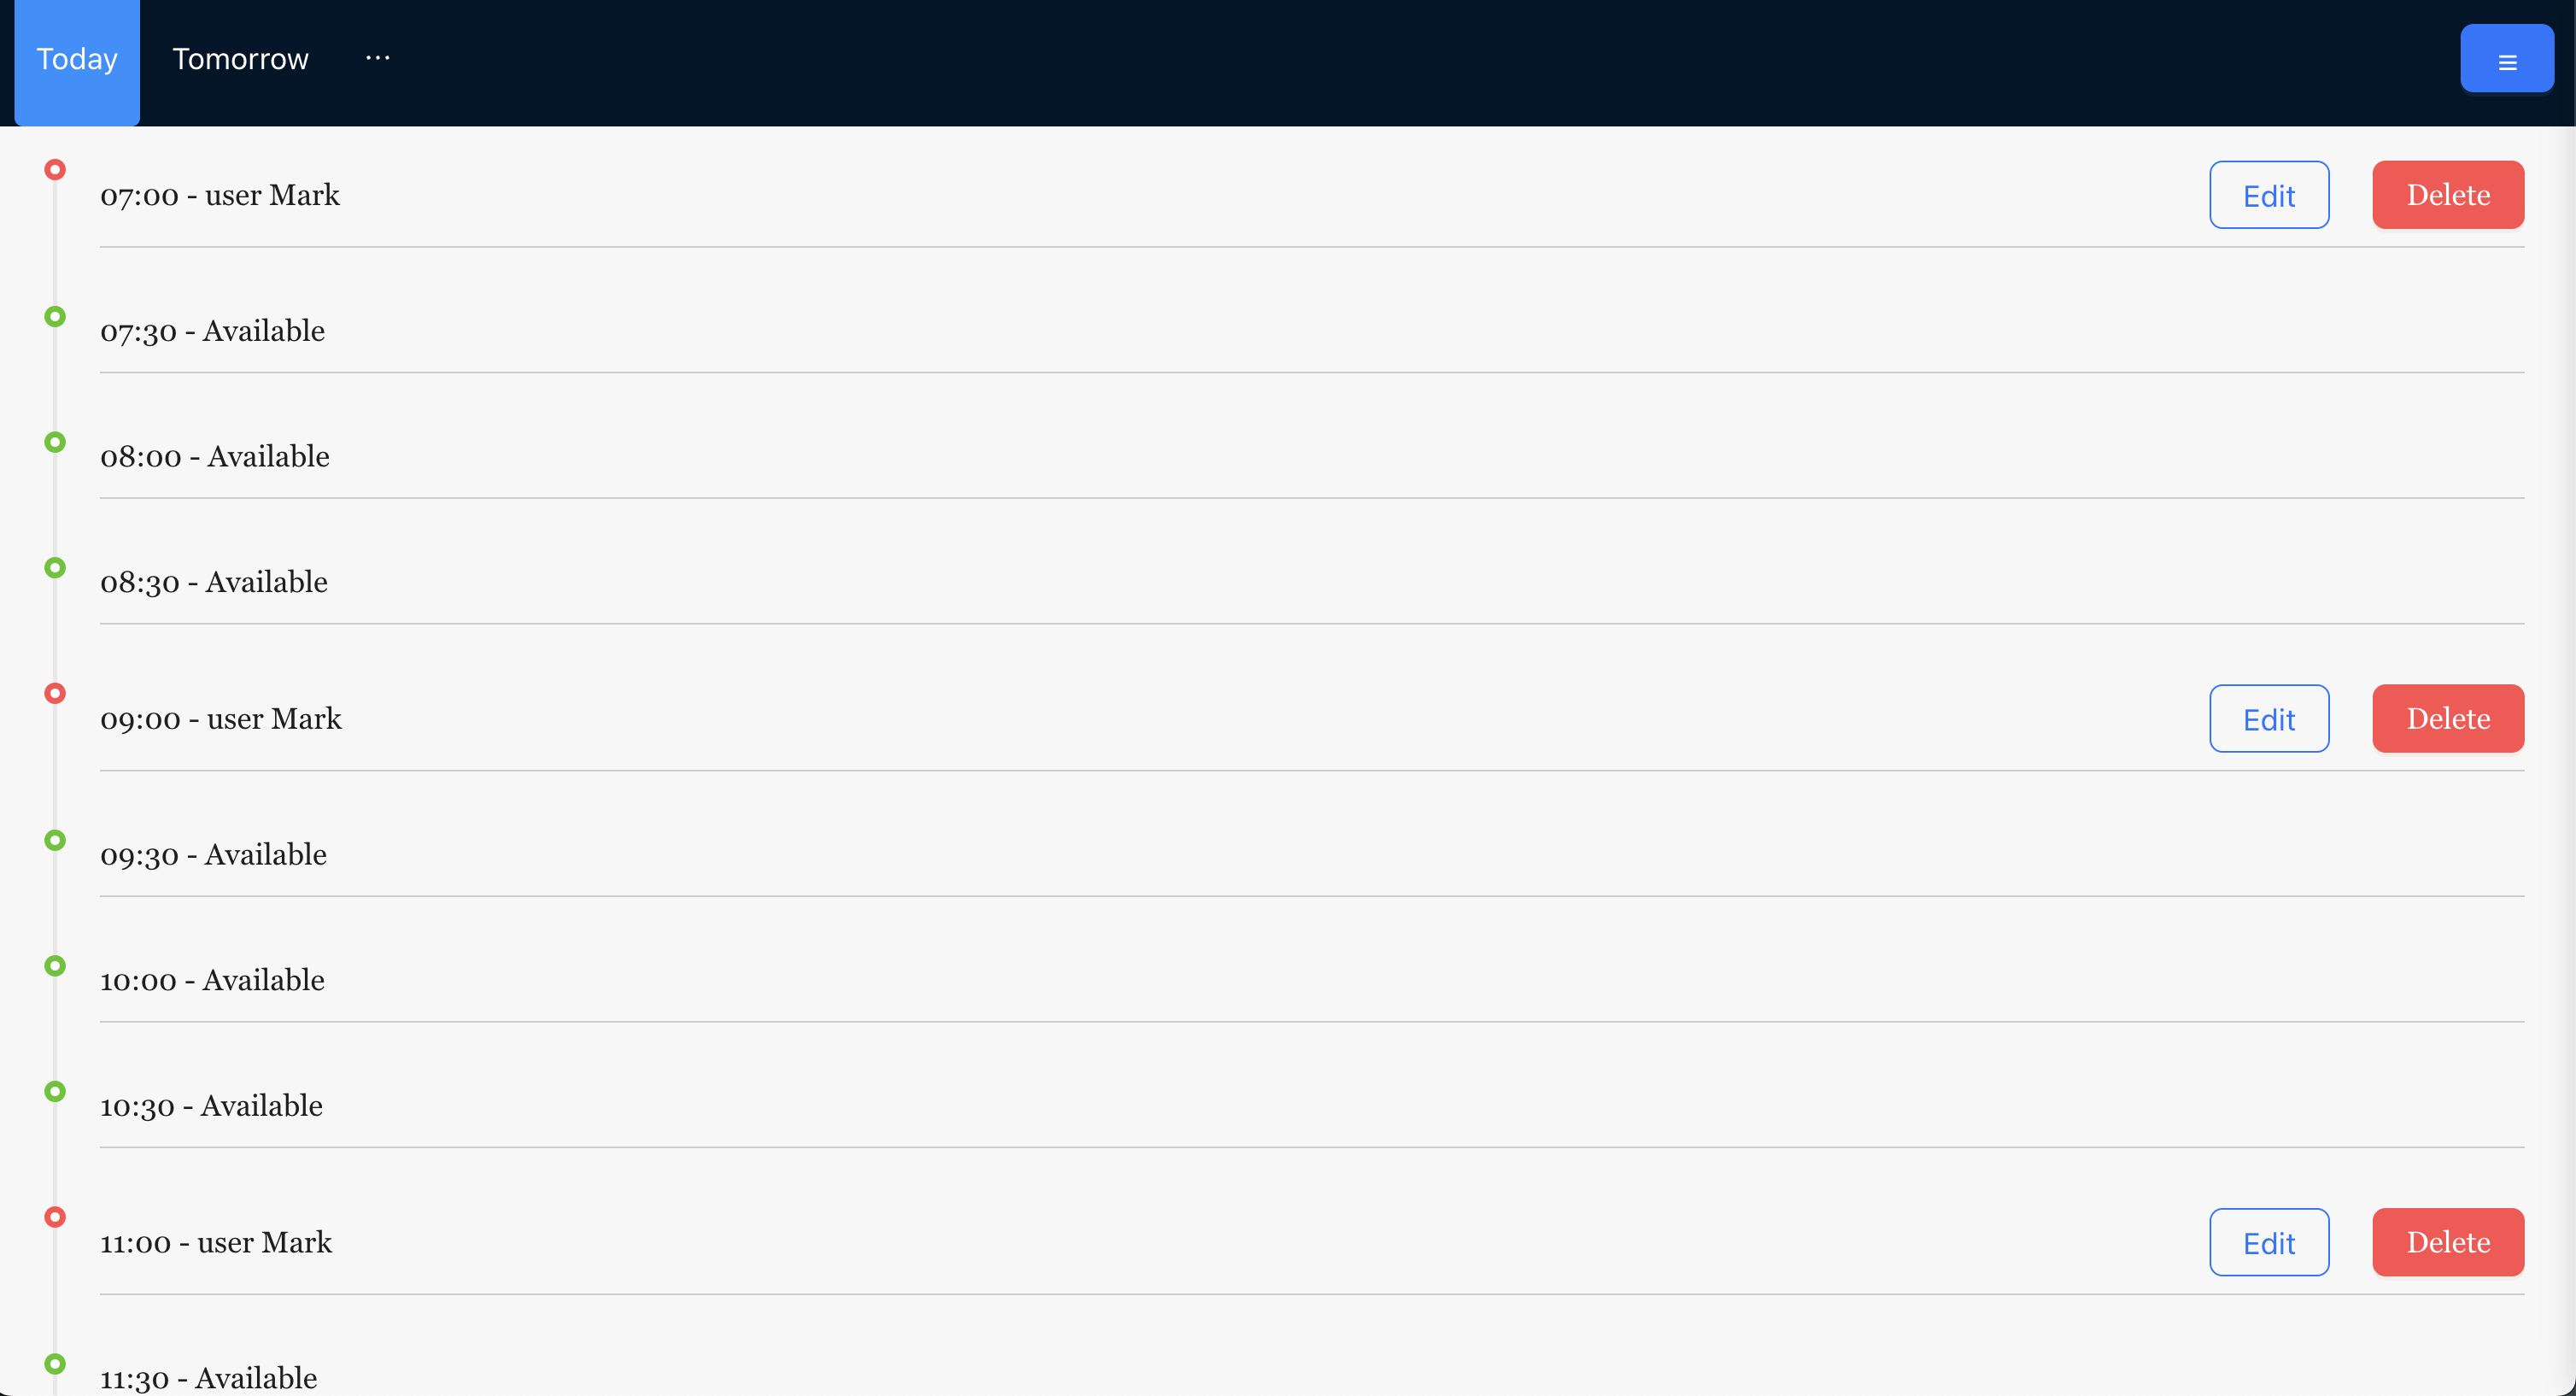 Today Tomorrow ···
07:00 - user Mark Edit Delete
07:30 - Available
08:00 - Available
08:30 - Available
09:00 - user Mark Edit Delete
09:30 - Available
10:00 - Available
10:30 - Available
11:00 - user Mark Edit Delete
11:30 - Available